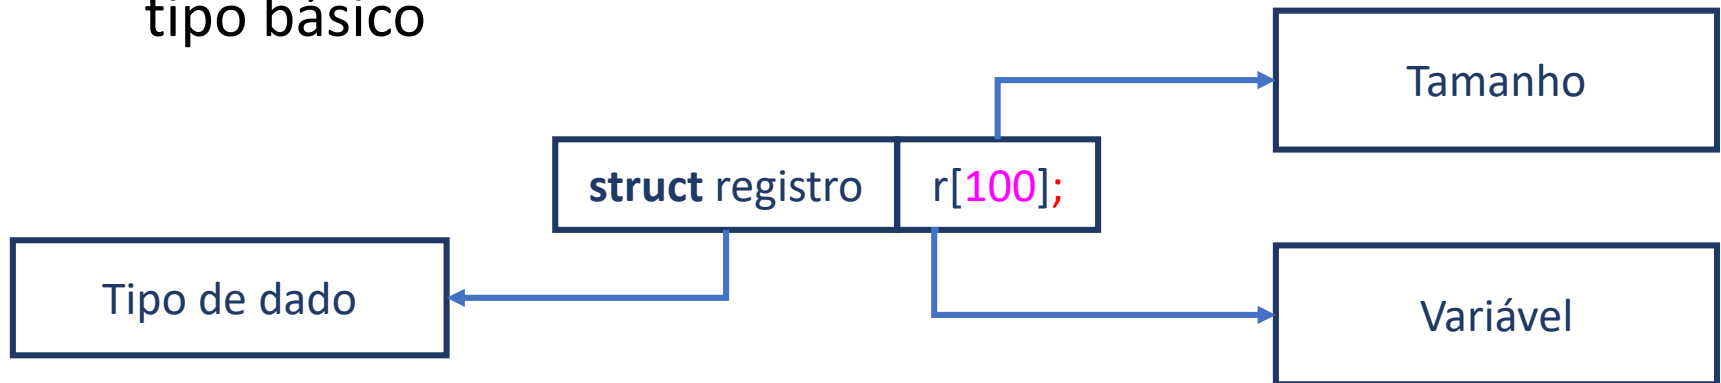 tipo básico
Tamanho
struct registro r[100];
Tipo de dado
Variável